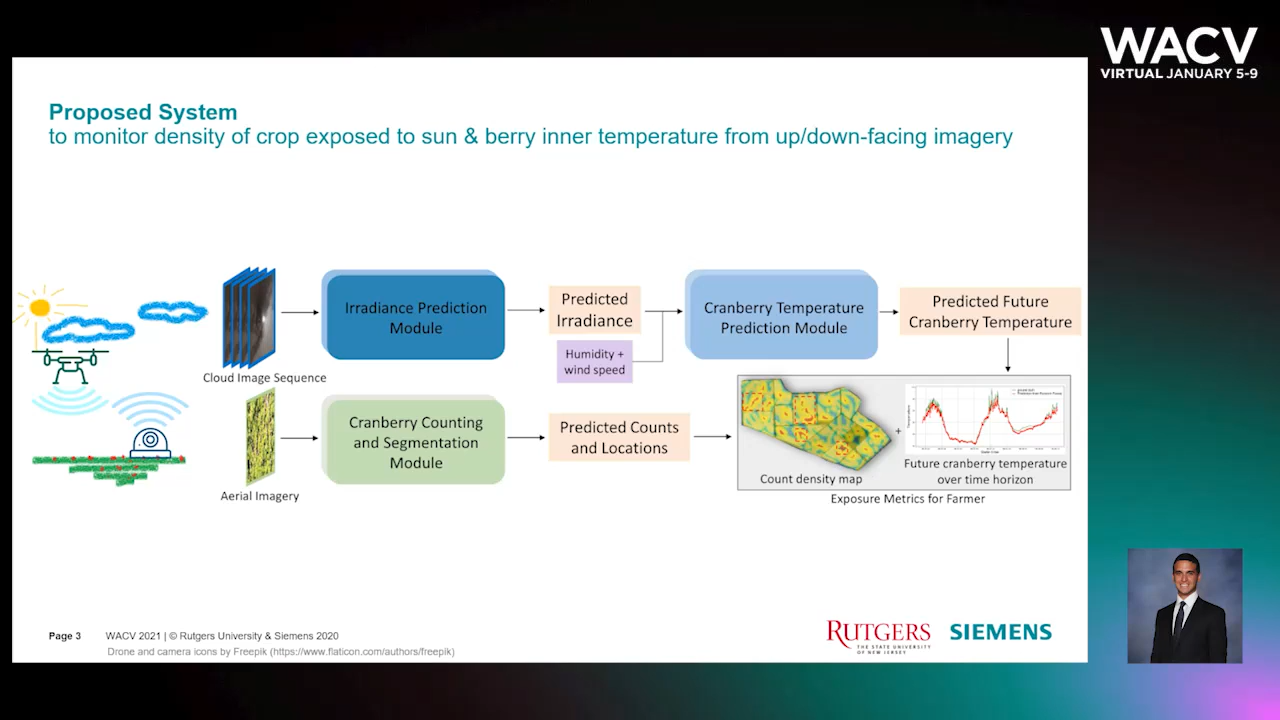 WACV
VIRTUAL JANUARY 5-9
Proposed System
to monitor density of crop exposed to sun & berry inner temperature from up/down-facing imagery
Cloud Image Sequence
Irradiance Prediction
Module
Predicted
Irradiance
Humidity +
wind speed
Cranberry Temperature
Prediction Module
Predicted Future
Cranberry Temperature
Aerial Imagery
Cranberry Counting
and Segmentation
Module
Predicted Counts
and Locations
Count density map
+
Future cranberry temperature
over time horizon
Exposure Metrics for Farmer
Page 3 WACV 2021 | © Rutgers University & Siemens 2020
Drone and camera icons by Freepik (https://www.flaticon.com/authors/freepik)
RUTGERS
THE STATE UNIVERSITY
OF NEW JERSEY
SIEMENS